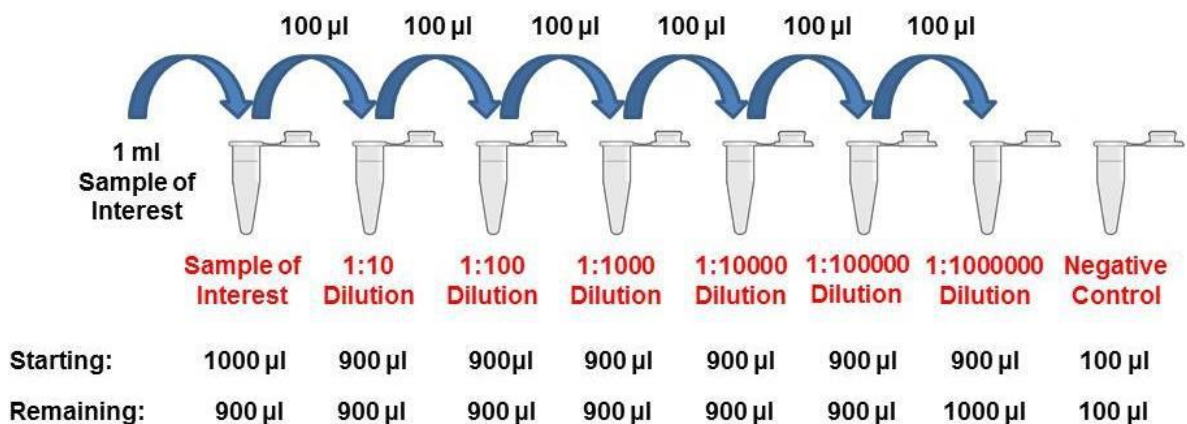 100 µl 100 µl 100 µl 100 µl 100 µl 100 µl
1 ml
Sample of
Interest
Sample of
Interest
1:10
Dilution
1:100
Dilution
1:1000
Dilution
1:10000
Dilution
1:100000
Dilution
1:1000000
Dilution
Negative
Control
Starting: 1000 µl 900 µl 900µl 900 µl 900 µl 900 µl 900 µl 100 µl
Remaining: 900 µl 900 µl 900 µl 900 µl 900 µl 900 µl 1000 µl 100 µl